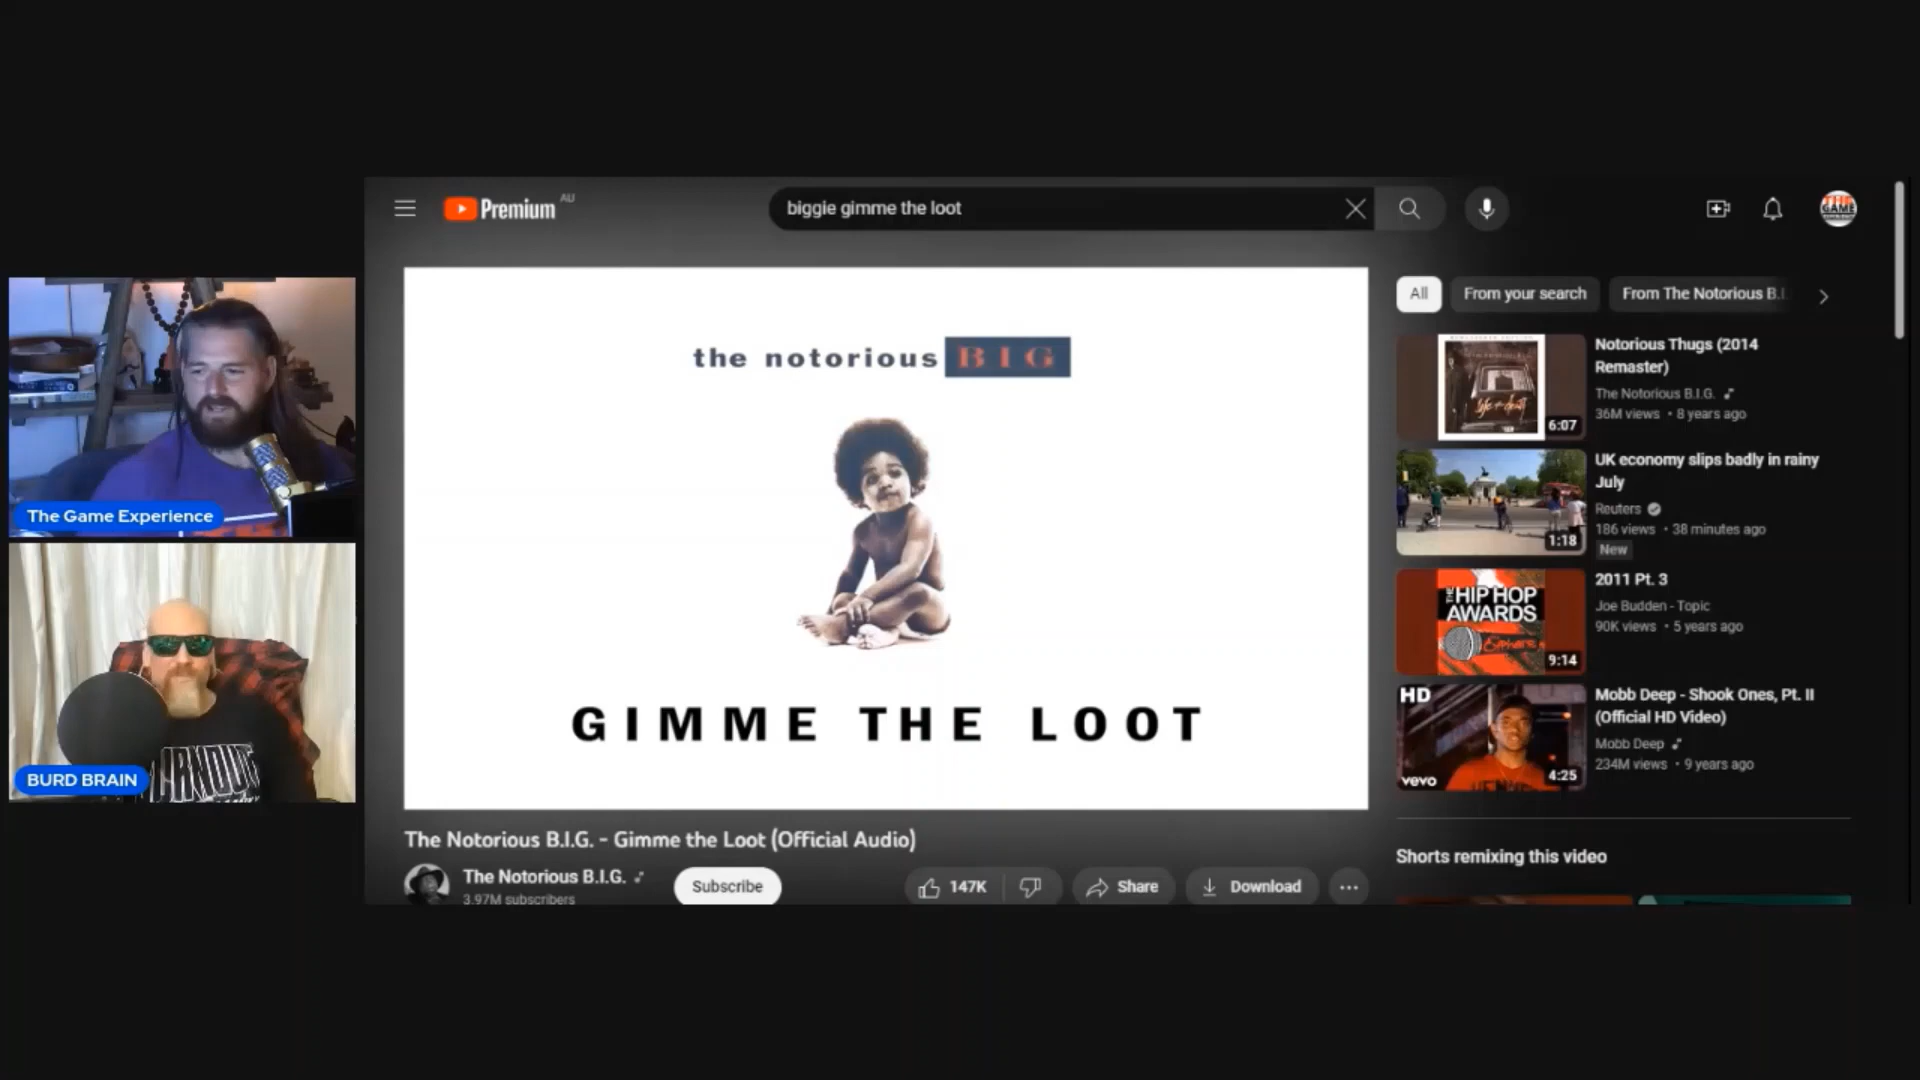 Premium AU
biggie gimme the loot
THE GAME
All
From your search
From The Notorious B.I.
the notorious BIG
GIMME THE LOOT
The Game Experience
BURD BRAIN
Notorious Thugs (2014
Remaster)
The Notorious B.I.G.
36M views • 8 years ago
6:07
UK economy slips badly in rainy
July
Reuters
186 views • 38 minutes ago
New
1:18
THE HIP HOP
AWARDS
9:14
2011 Pt. 3
Joe Budden - Topic
90K views • 5 years ago
HD
vevo
4:25
Mobb Deep - Shook Ones, Pt. II
(Official HD Video)
Mobb Deep
234M views • 9 years ago
The Notorious B.I.G. - Gimme the Loot (Official Audio)
The Notorious B.I.G.
3.97M subscribers
Subscribe
147K
Share
Download
Shorts remixing this video